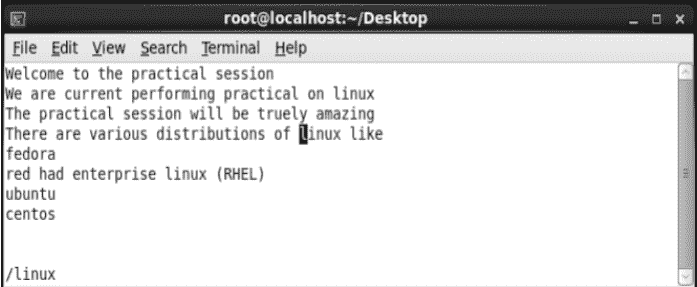 root@localhost:~/Desktop
File Edit View Search Terminal Help
Welcome to the practical session
We are current performing practical on linux
The practical session will be truely amazing
There are various distributions of linux like
fedora
red had enterprise linux (RHEL)
ubuntu
centos
/linux